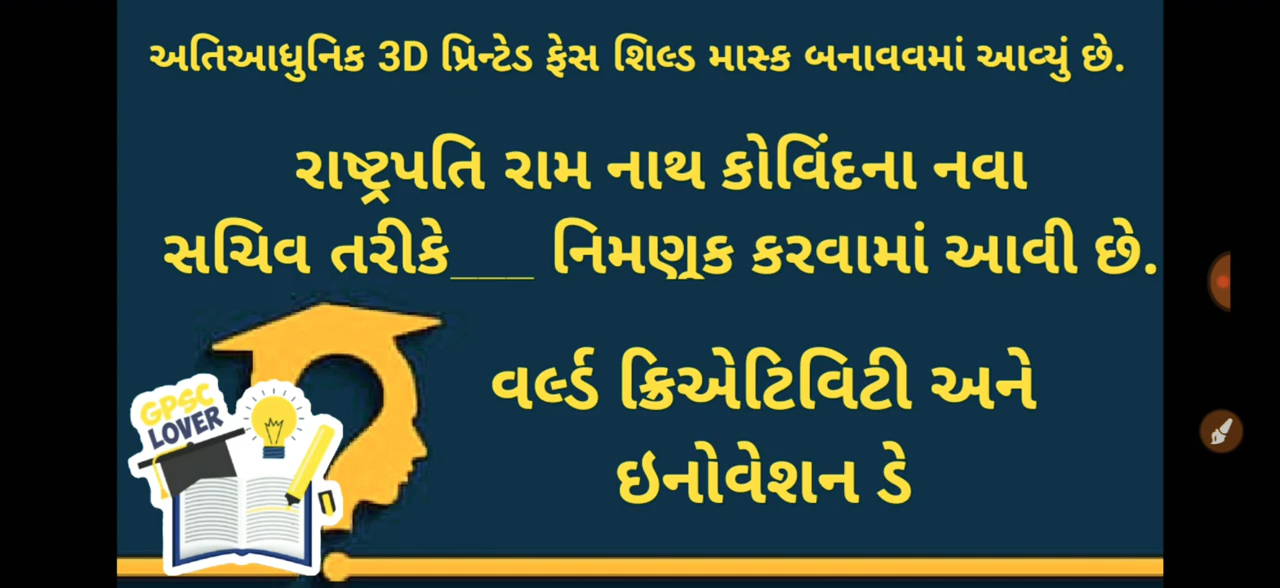 અતિઆધુનિક 3D પ્રિન્ટેડ ફેસ શિલ્ડ માસ્ક બનાવવમાં આવ્યું છે.
રાષ્ટ્રપતિ રામ નાથ કોવિંદના નવા
સચિવ તરીકે___ નિમણૂક કરવામાં આવી છે.
વર્લ્ડ ક્રિએટિવિટી અને
ઇનોવેશન ડે
GPSC
LOVER